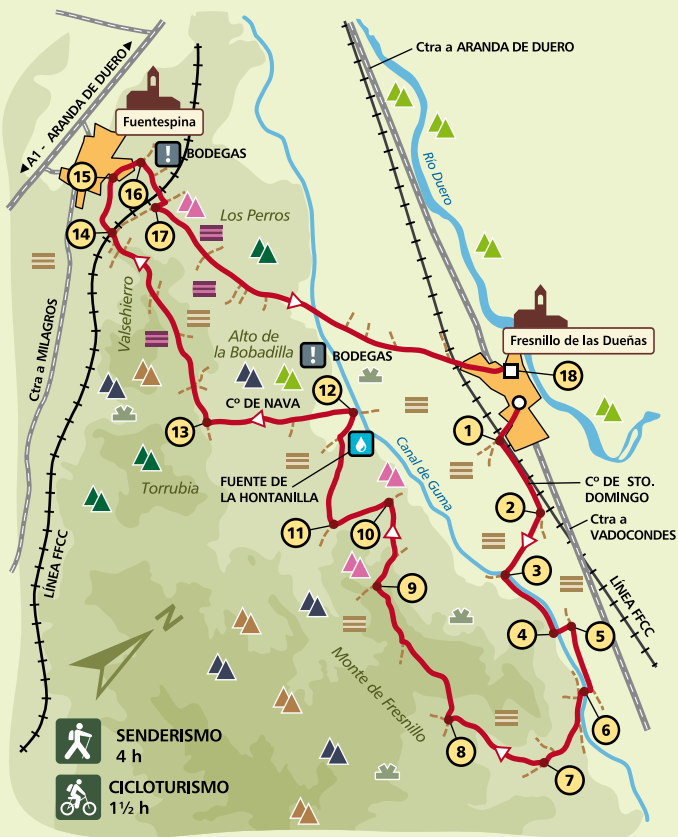 Ctra a ARANDA DE DUERO
A1 - ARANDA DE DUERO
Fuentespina
BODEGAS
Río Duero
15
16
14
17
Los Perros
Ctra a MILAGROS
Valsehierro
Alto de
la Bobadilla
BODEGAS
Fresnillo de las Dueñas
18
12
Cº DE NAVA
13
1
FUENTE DE
LA HONTANILLA
Canal de Guma
Cº DE STO.
DOMINGO
Torrubia
2
Ctra a
VADOCONDES
11
10
3
LÍNEA FFCC
LÍNEA FFCC
9
4
5
N
Monte de Fresnillo
6
8
7
SENDERISMO
4 h
CICLOTURISMO
1½ h